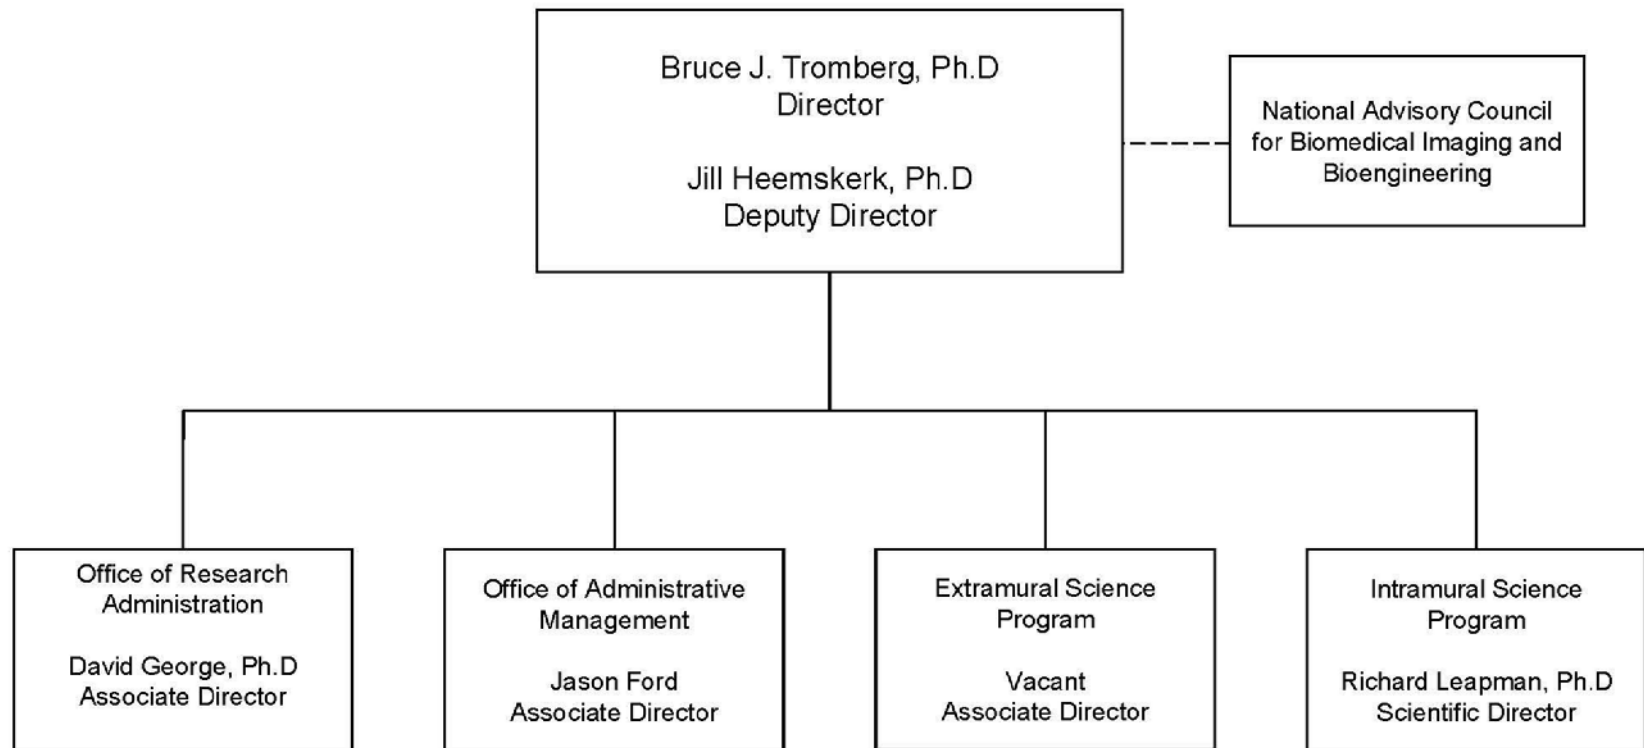 Bruce J. Tromberg, Ph.D
Director
Jill Heemskerk, Ph.D
Deputy Director
National Advisory Council
for Biomedical Imaging and
Bioengineering
Office of Research
Administration
David George, Ph.D
Associate Director
Office of Administrative
Management
Jason Ford
Associate Director
Extramural Science
Program
Vacant
Associate Director
Intramural Science
Program
Richard Leapman, Ph.D
Scientific Director